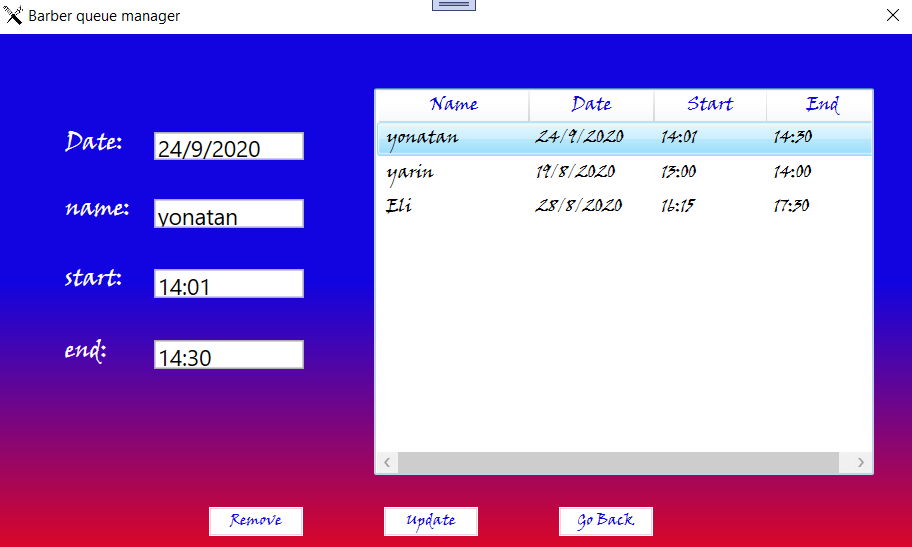 Barber queue manager
Date: 24/9/2020
name: yonatan
start: 14:01
end: 14:30
Name Date Start End
yonatan 24/9/2020 14:01 14:30
yarin 19/8/2020 13:00 14:00
Eli 28/8/2020 16:15 17:30
Remove Update Go Back